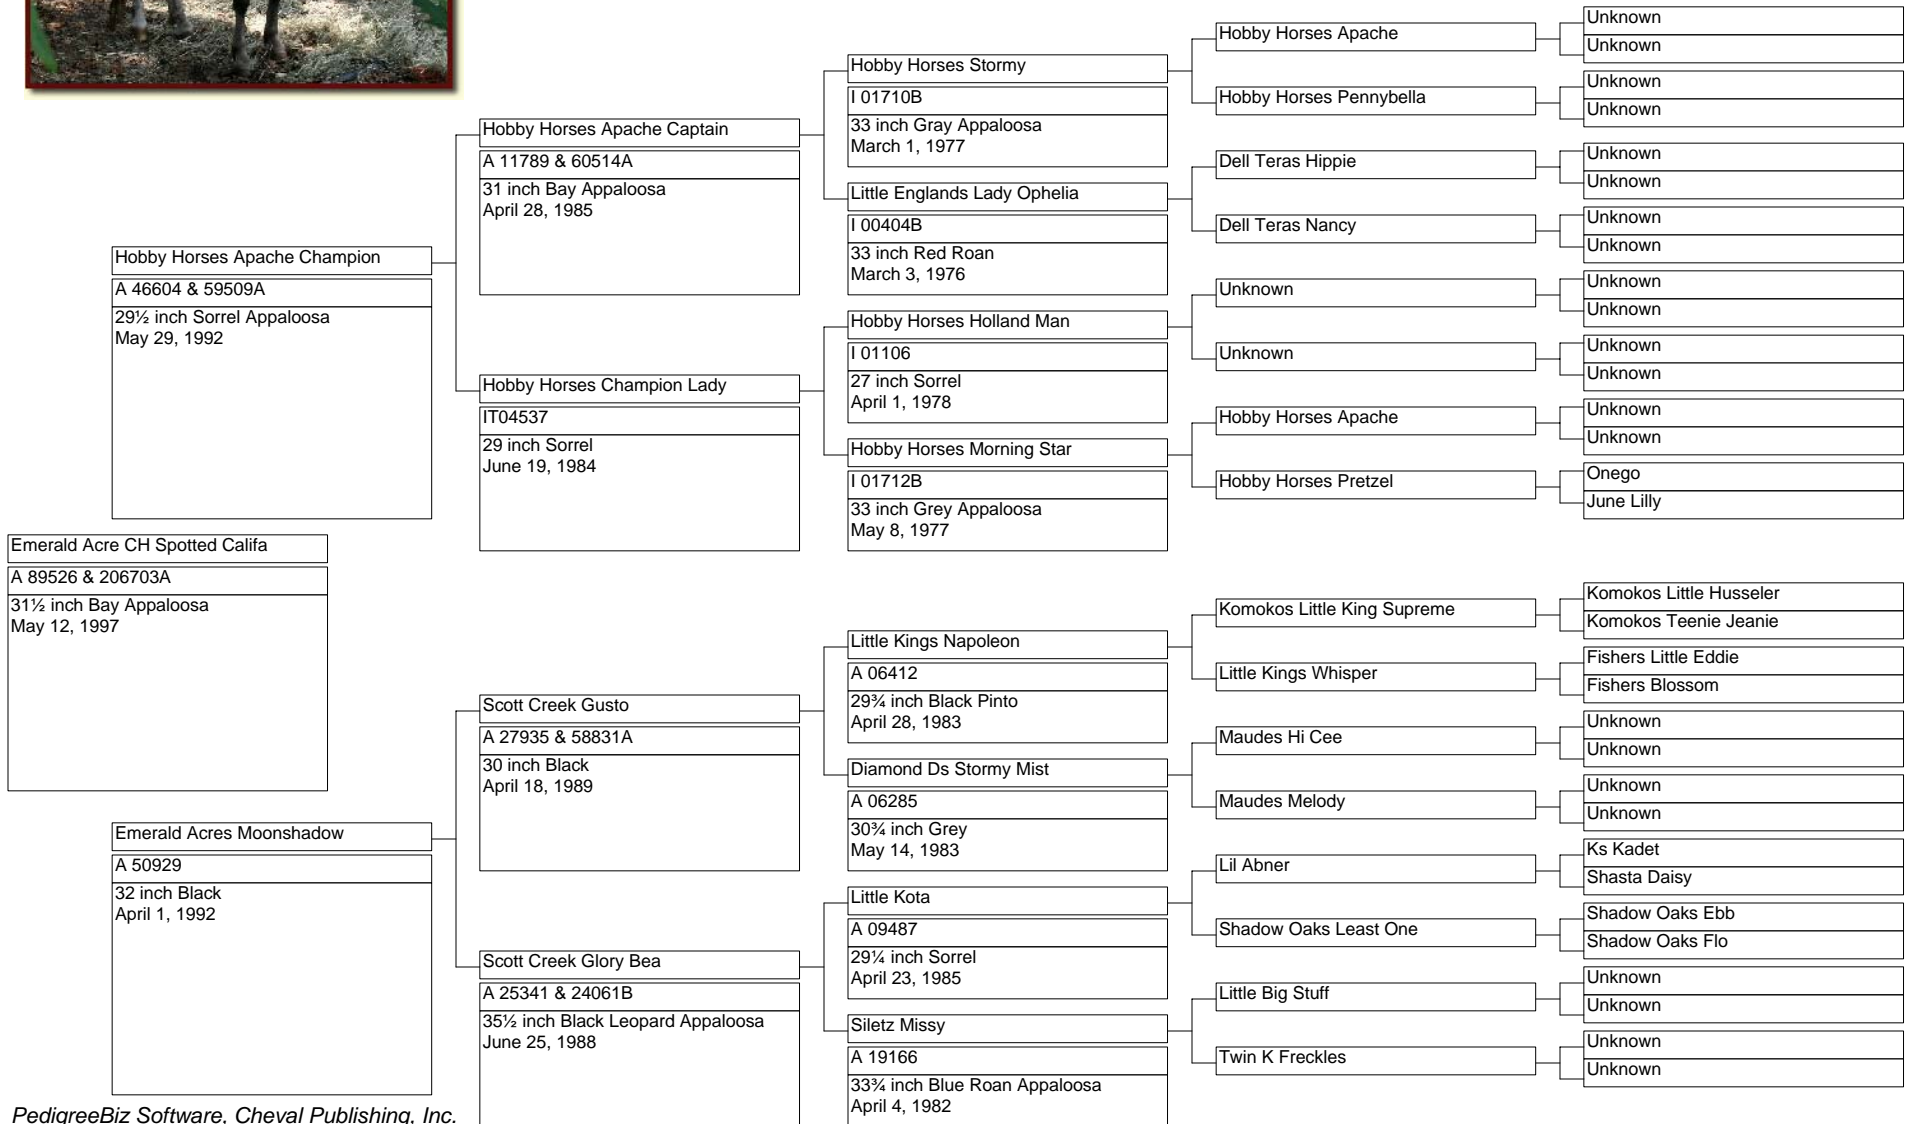 Hobby Horses Apache Champion
A 46604 & 59509A
29½ inch Sorrel Appaloosa
May 29, 1992
Emerald Acre CH Spotted Califa
A 89526 & 206703A
31½ inch Bay Appaloosa
May 12, 1997
Emerald Acres Moonshadow
A 50929
32 inch Black
April 1, 1992
Hobby Horses Apache Captain
A 11789 & 60514A
31 inch Bay Appaloosa
April 28, 1985
Hobby Horses Champion Lady
IT04537
29 inch Sorrel
June 19, 1984
Scott Creek Gusto
A 27935 & 58831A
30 inch Black
April 18, 1989
Scott Creek Glory Bea
A 25341 & 24061B
35½ inch Black Leopard Appaloosa
June 25, 1988
Hobby Horses Stormy
I 01710B
33 inch Gray Appaloosa
March 1, 1977
Little Englands Lady Ophelia
I 00404B
33 inch Red Roan
March 3, 1976
Hobby Horses Holland Man
I 01106
27 inch Sorrel
April 1, 1978
Hobby Horses Morning Star
I 01712B
33 inch Grey Appaloosa
May 8, 1977
Little Kings Napoleon
A 06412
29¾ inch Black Pinto
April 28, 1983
Diamond Ds Stormy Mist
A 06285
30¾ inch Grey
May 14, 1983
Little Kota
A 09487
29¼ inch Sorrel
April 23, 1985
Siletz Missy
A 19166
33¾ inch Blue Roan Appaloosa
April 4, 1982
Hobby Horses Apache
Hobby Horses Pennybella
Dell Teras Hippie
Dell Teras Nancy
Unknown
Unknown
Hobby Horses Apache
Hobby Horses Pretzel
Komokos Little King Supreme
Little Kings Whisper
Maudes Hi Cee
Maudes Melody
Lil Abner
Shadow Oaks Least One
Little Big Stuff
Twin K Freckles
Unknown
Unknown
Unknown
Unknown
Unknown
Unknown
Unknown
Unknown
Unknown
Unknown
Unknown
Unknown
Unknown
Unknown
Onego
June Lilly
Komokos Little Husseler
Komokos Teenie Jeanie
Fishers Little Eddie
Fishers Blossom
Unknown
Unknown
Unknown
Unknown
Ks Kadet
Shasta Daisy
Shadow Oaks Ebb
Shadow Oaks Flo
Unknown
Unknown
Unknown
Unknown
PedigreeBiz Software, Cheval Publishing, Inc.